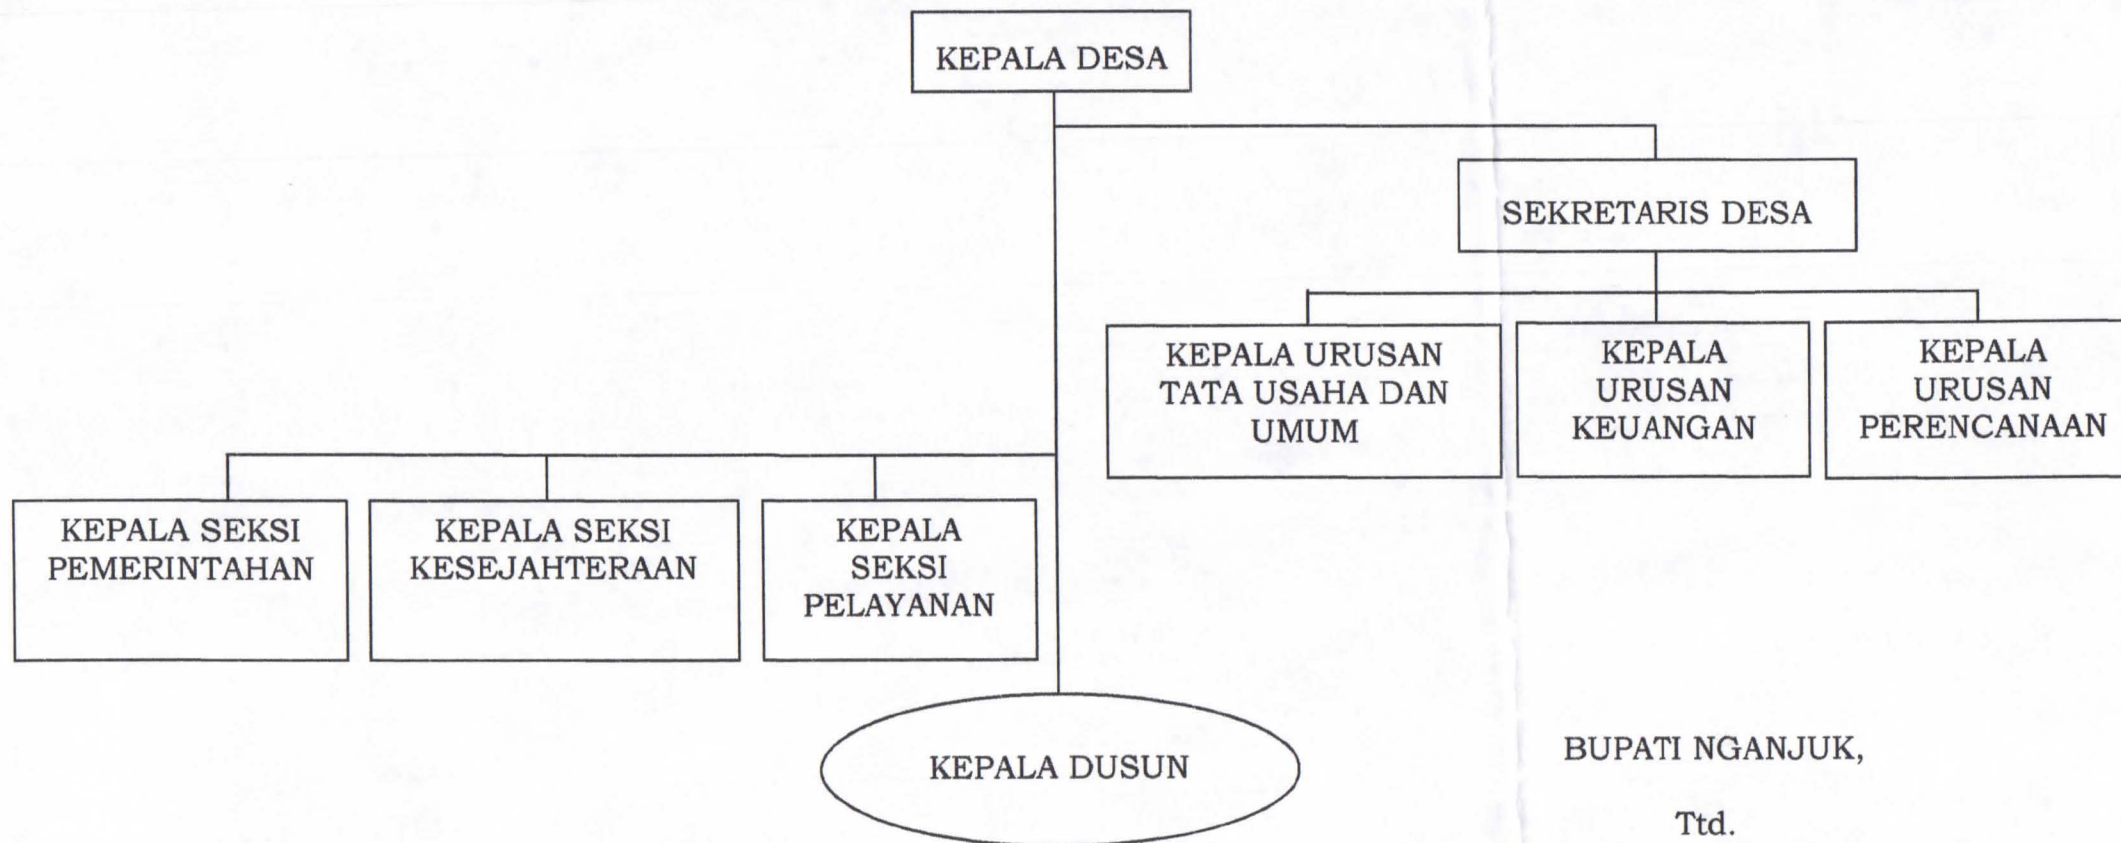 KEPALA DESA
SEKRETARIS DESA
KEPALA URUSAN
TATA USAHA DAN
UMUM
KEPALA
URUSAN
KEUANGAN
KEPALA
URUSAN
PERENCANAAN
KEPALA SEKSI
PEMERINTAHAN
KEPALA SEKSI
KESEJAHTERAAN
KEPALA
SEKSI
PELAYANAN
KEPALA DUSUN
BUPATI NGANJUK,
Ttd.